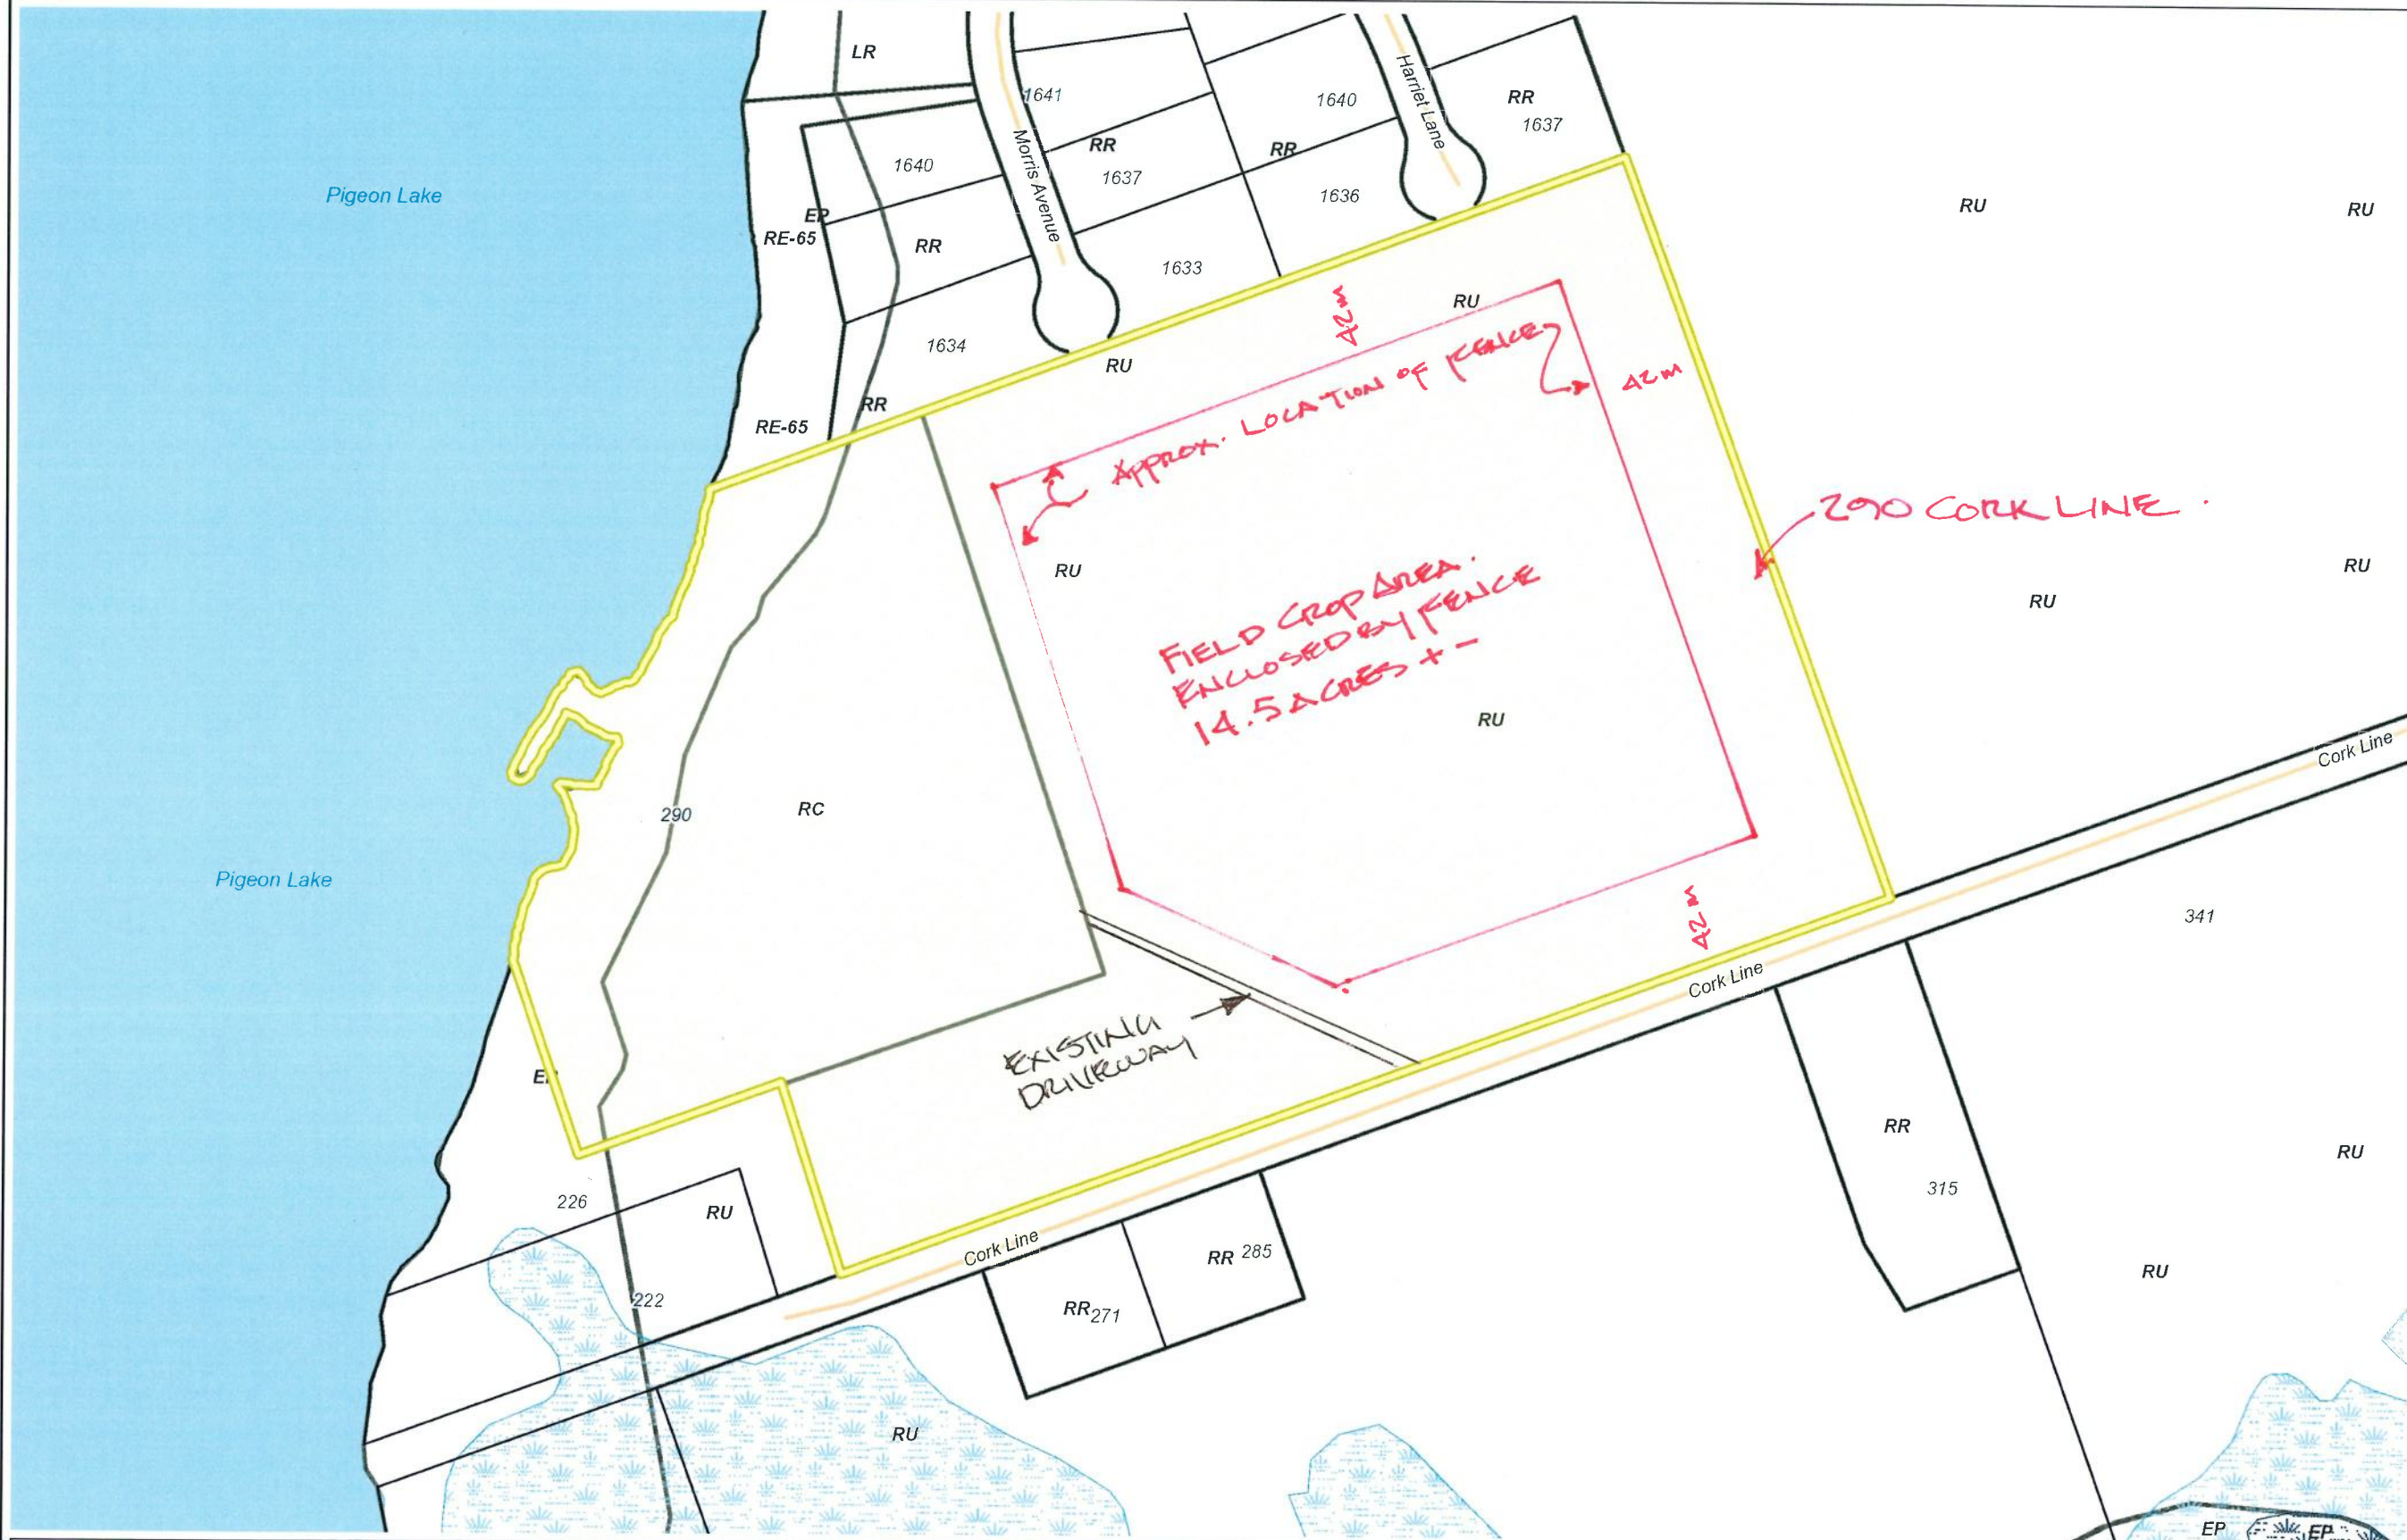 LR
1641
Harriet Lane
1640
RR
1637
Morris Avenue
RR
1637
RR
1640
1636
Pigeon Lake
EP
RE-65
RR
1633
RU
RU
42m
RU
1634
RU
APPROX. LOCATION OF FENCE
42m
RR
RE-65
290 CORK LINE.
RU
FIELD CROP AREA.
ENCLOSED BY FENCE
14.5 ACRES + -
RU
RU
RU
Cork Line
290
RC
Pigeon Lake
42m
341
Cork Line
EXISTING
DRIVEWAY
EP
RR
315
RU
226
RU
Cork Line
RR 285
222
RR 271
RU
RU
EP
EP